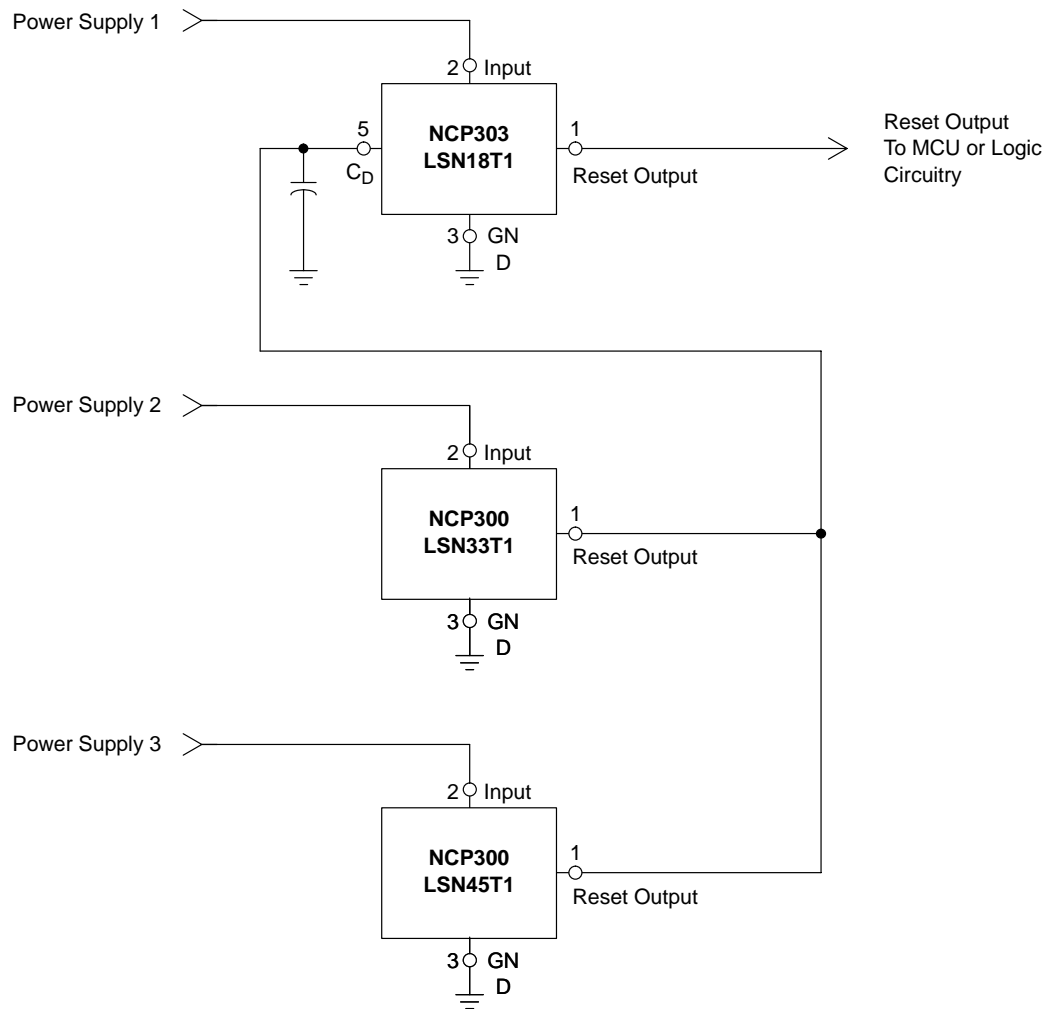 Power Supply 1
2 Input
5
NCP303
LSN18T1
1
Reset Output
To MCU or Logic
Circuitry
CD
Reset Output
3 GN
D
Power Supply 2
2 Input
NCP300
LSN33T1
1
Reset Output
3 GN
D
Power Supply 3
2 Input
NCP300
LSN45T1
1
Reset Output
3 GN
D